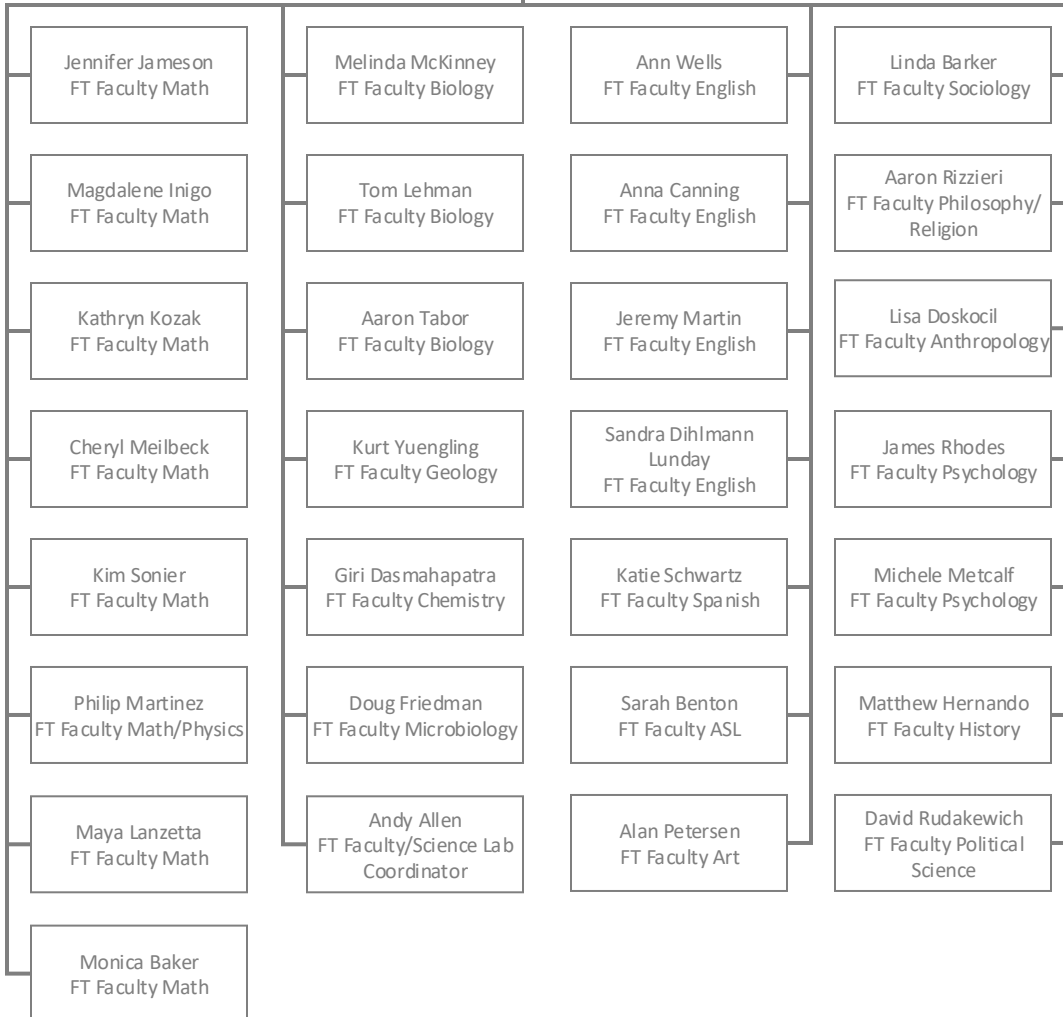 Jennifer Jameson
FT Faculty Math
Magdalene Inigo
FT Faculty Math
Kathryn Kozak
FT Faculty Math
Cheryl Meilbeck
FT Faculty Math
Kim Sonier
FT Faculty Math
Philip Martinez
FT Faculty Math/Physics
Maya Lanzetta
FT Faculty Math
Monica Baker
FT Faculty Math
Melinda McKinney
FT Faculty Biology
Tom Lehman
FT Faculty Biology
Aaron Tabor
FT Faculty Biology
Kurt Yuengling
FT Faculty Geology
Giri Dasmahapatra
FT Faculty Chemistry
Doug Friedman
FT Faculty Microbiology
Andy Allen
FT Faculty/Science Lab
Coordinator
Ann Wells
FT Faculty English
Anna Canning
FT Faculty English
Jeremy Martin
FT Faculty English
Sandra Dihlmann
Lunday
FT Faculty English
Katie Schwartz
FT Faculty Spanish
Sarah Benton
FT Faculty ASL
Alan Petersen
FT Faculty Art
Linda Barker
FT Faculty Sociology
Aaron Rizzieri
FT Faculty Philosophy/
Religion
Lisa Doskocil
FT Faculty Anthropology
James Rhodes
FT Faculty Psychology
Michele Metcalf
FT Faculty Psychology
Matthew Hernando
FT Faculty History
David Rudakewich
FT Faculty Political
Science